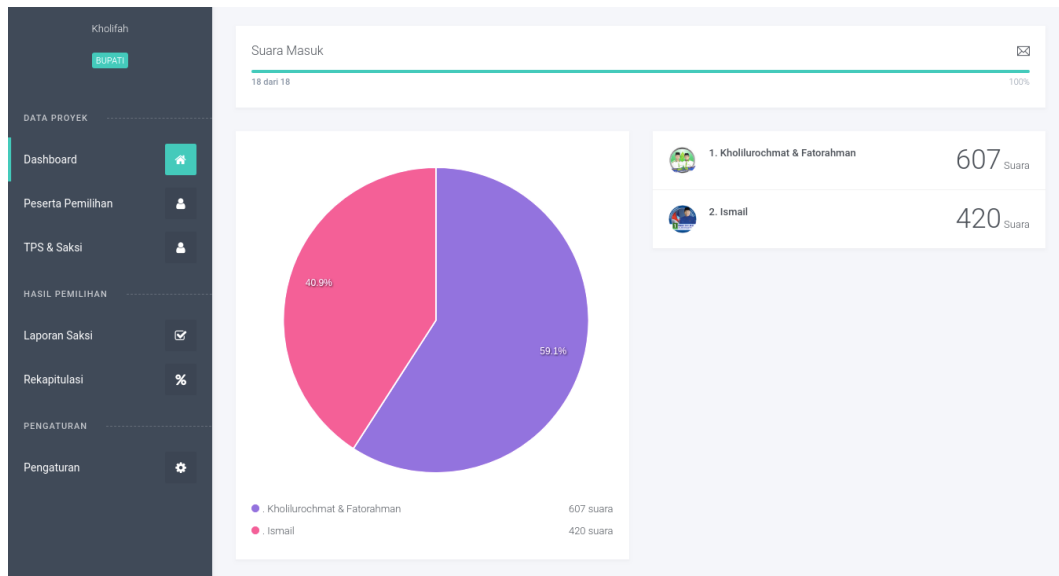 Kholifah
BUPATI
DATA PROYEK
Dashboard
Peserta Pemilihan
TPS & Saksi
HASIL PEMILIHAN
Laporan Saksi
Rekapitulasi
PENGATURAN
Pengaturan
Suara Masuk
18 dari 18 100%
40.9%
59.1%
. Kholilurochmat & Fatorahman 607 suara
. Ismail 420 suara
1. Kholilurochmat & Fatorahman 607 Suara
2. Ismail 420 Suara